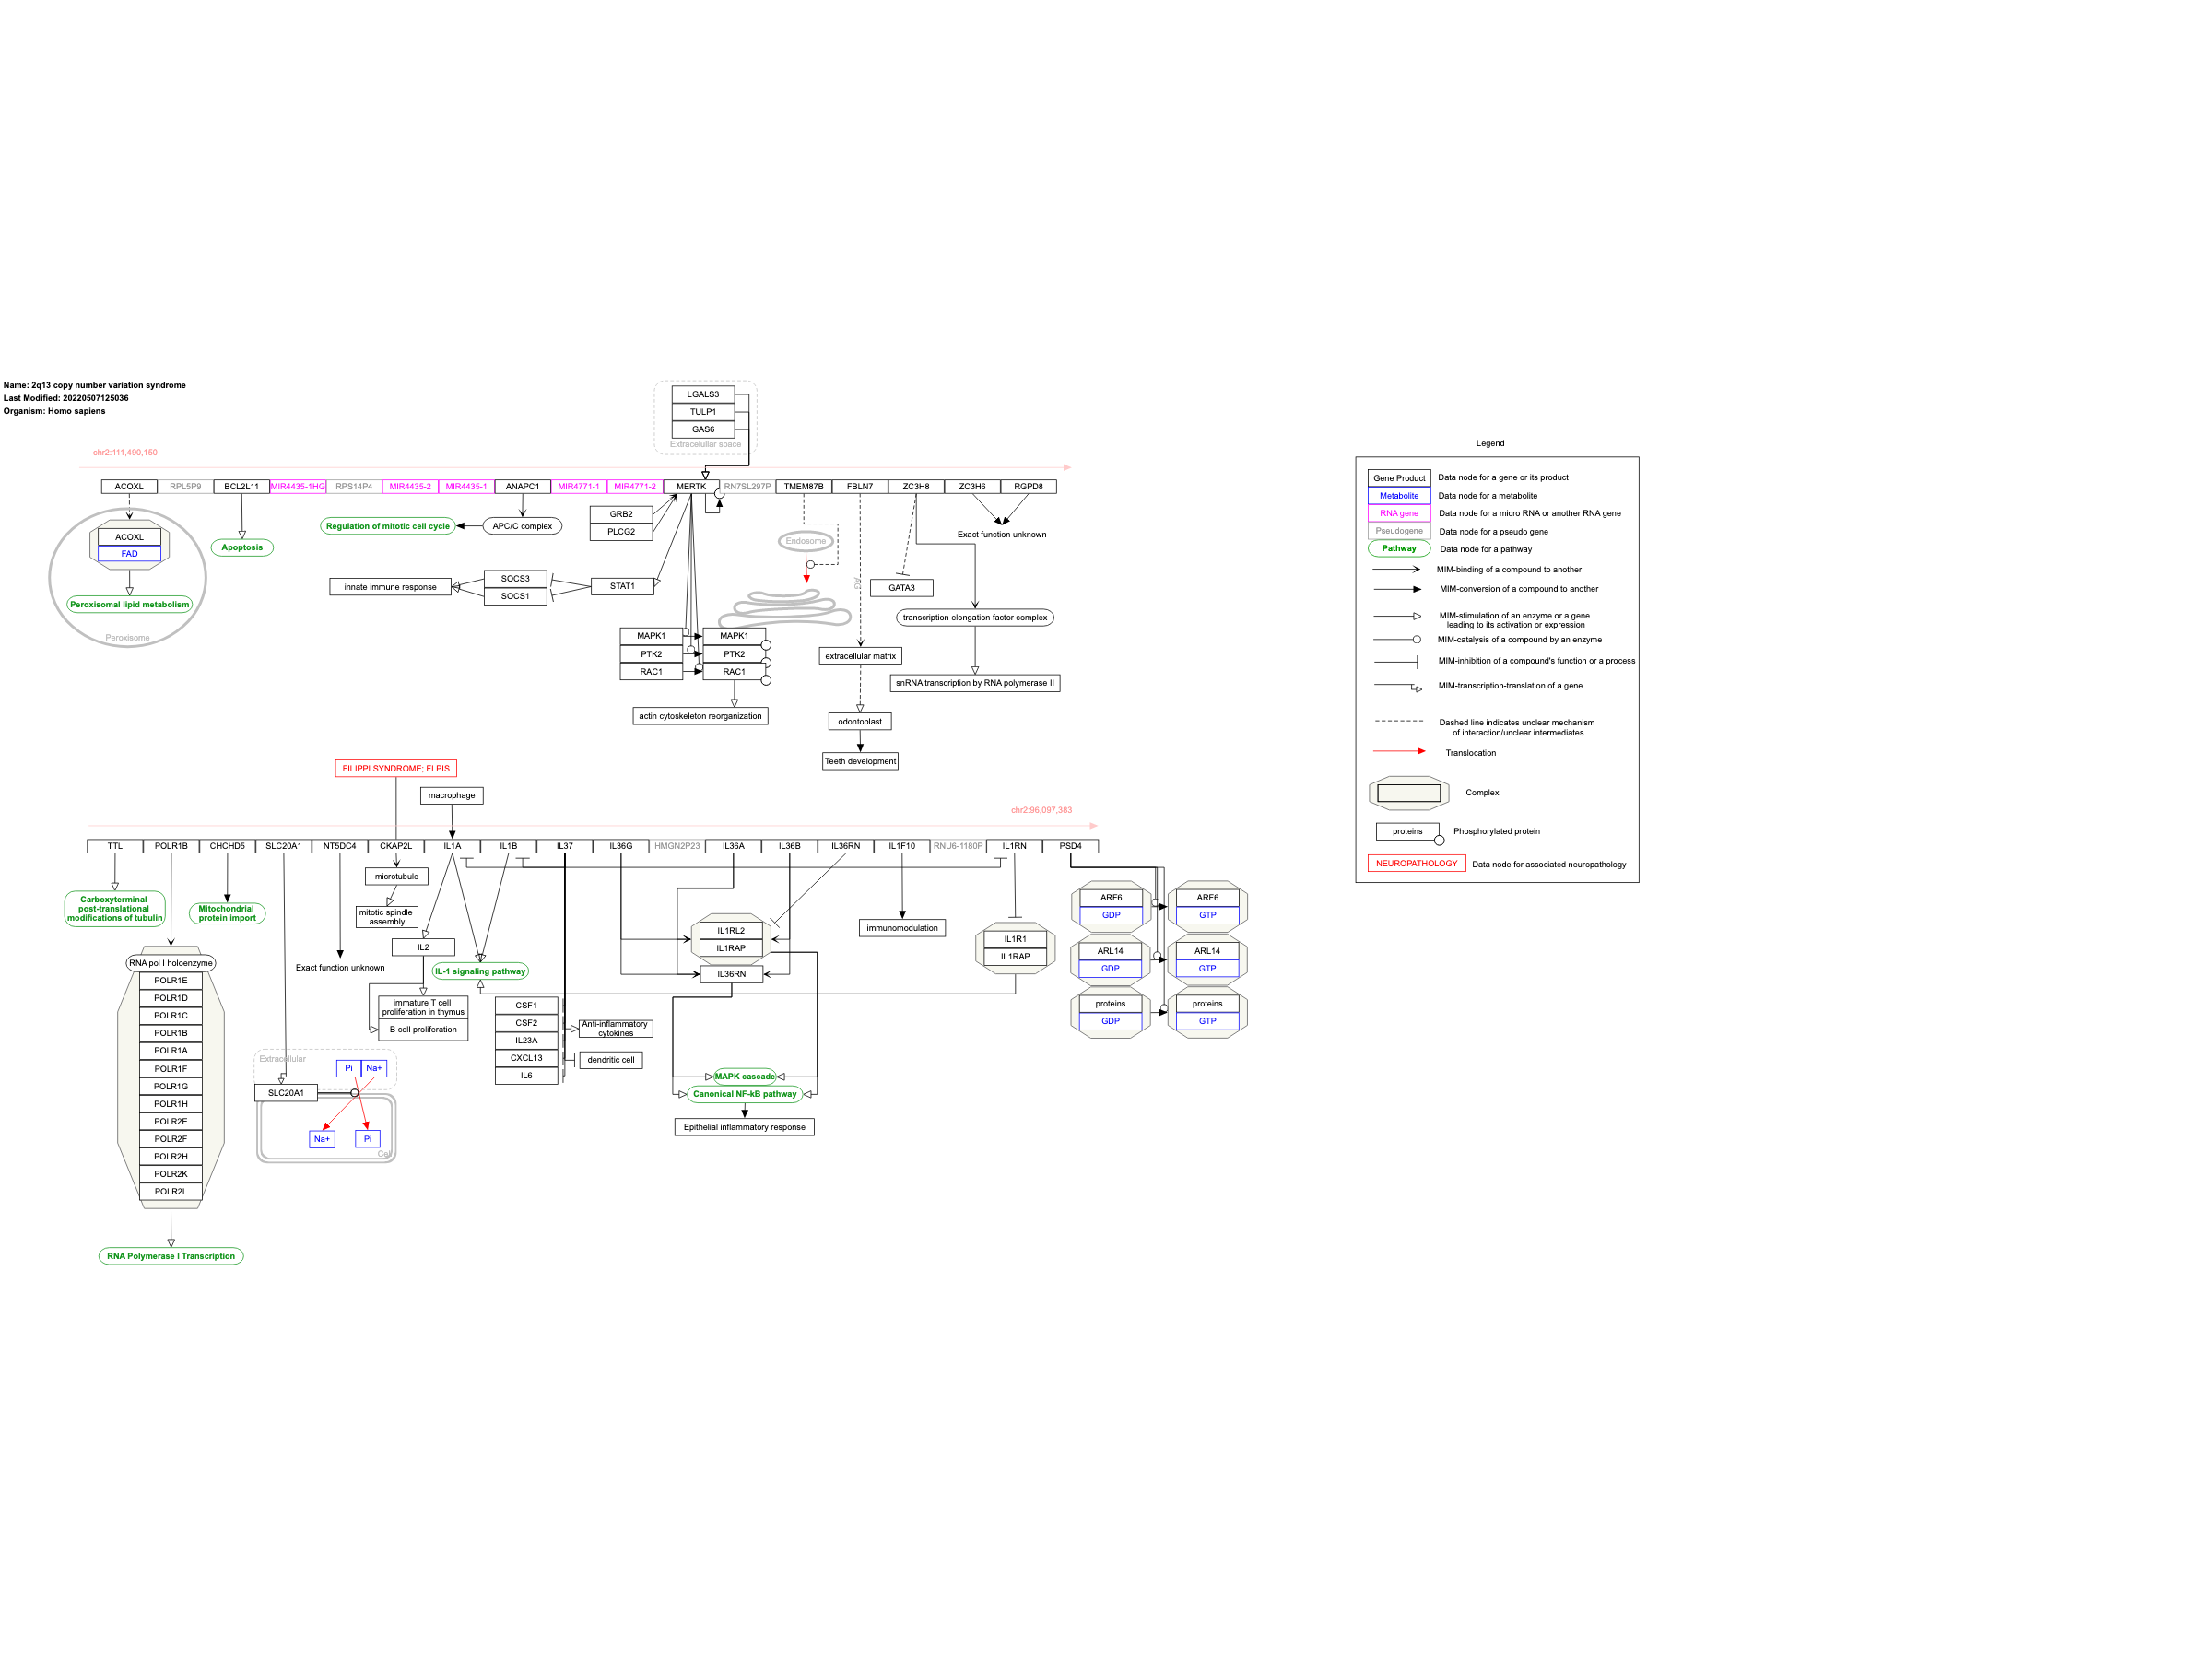 Name: 2q13 copy number variation syndrome
Last Modified: 20220507125036
Organism: Homo sapiens
LGALS3
TULP1
GAS6
Extracelullar space
chr2:111,490,150
ACOXL
RPL5P9
BCL2L11
MIR4435-1HG
RPS14P4
MIR4435-2
MIR4435-1
ANAPC1
MIR4771-1
MIR4771-2
MERTK
RN7SL297P
TMEM87B
FBLN7
ZC3H8
ZC3H6
RGPD8
GRB2
PLCG2
Regulation of mitotic cell cycle
APC/C complex
Exact function unknown
ACOXL
FAD
Apoptosis
Endosome
Peroxisomal lipid metabolism
Peroxisome
innate immune response
SOCS3
SOCS1
STAT1
GATA3
transcription elongation factor complex
MAPK1
PTK2
RAC1
MAPK1
PTK2
RAC1
extracellular matrix
snRNA transcription by RNA polymerase II
actin cytoskeleton reorganization
odontoblast
Teeth development
FILIPPI SYNDROME; FLPIS
macrophage
chr2:96,097,383
TTL
POLR1B
CHCHD5
SLC20A1
NT5DC4
CKAP2L
IL1A
IL1B
IL37
IL36G
HMGN2P23
IL36A
IL36B
IL36RN
IL1F10
RNU6-1180P
IL1RN
PSD4
microtubule
mitotic spindle
assembly
Carboxyterminal
post-translational
modifications of tubulin
Mitochondrial
protein import
IL2
Exact function unknown
IL-1 signaling pathway
immature T cell
proliferation in thymus
B cell proliferation
IL1RL2
IL1RAP
IL36RN
immunomodulation
IL1R1
IL1RAP
ARF6
GDP
ARF6
GTP
ARL14
GDP
ARL14
GTP
proteins
GDP
proteins
GTP
RNA pol I holoenzyme
POLR1E
POLR1D
POLR1C
POLR1B
POLR1A
POLR1F
POLR1G
POLR1H
POLR2E
POLR2F
POLR2H
POLR2K
POLR2L
RNA Polymerase I Transcription
Extracellular
Pi
Na+
SLC20A1
Na+
Pi
Cell
CSF1
CSF2
IL23A
CXCL13
IL6
Anti-inflammatory
cytokines
dendritic cell
MAPK cascade
Canonical NF-kB pathway
Epithelial inflammatory response
Legend
Gene Product
Data node for a gene or its product
Metabolite
Data node for a metabolite
RNA gene
Data node for a micro RNA or another RNA gene
Pseudogene
Data node for a pseudo gene
Pathway
Data node for a pathway
MIM-binding of a compound to another
MIM-conversion of a compound to another
MIM-stimulation of an enzyme or a gene
leading to its activation or expression
MIM-catalysis of a compound by an enzyme
MIM-inhibition of a compound's function or a process
MIM-transcription-translation of a gene
Dashed line indicates unclear mechanism
of interaction/unclear intermediates
Translocation
Complex
proteins
Phosphorylated protein
NEUROPATHOLOGY
Data node for associated neuropathology